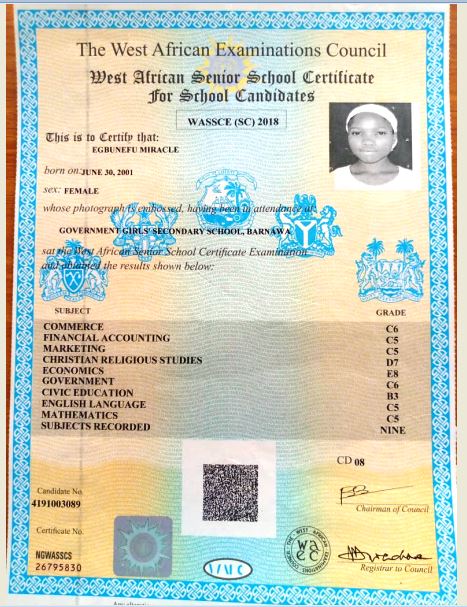 The West African Examinations Council
West African Senior School Certificate
For School Candidates
WASSCE (SC) 2018
This is to Certify that:
EGBUNEFU MIRACLE
born on: JUNE 30, 2001
sex: FEMALE
whose photograph is embossed, having been in attendance at
GOVERNMENT GIRLS' SECONDARY SCHOOL, BARNAWA
sat the West African Senior School Certificate Examination
and obtained the results shown below:
SUBJECT GRADE
COMMERCE C6
FINANCIAL ACCOUNTING C5
MARKETING C5
CHRISTIAN RELIGIOUS STUDIES D7
ECONOMICS E8
GOVERNMENT C6
CIVIC EDUCATION B3
ENGLISH LANGUAGE C5
MATHEMATICS C5
SUBJECTS RECORDED NINE
CD 08
Candidate No.
4191003089
Chairman of Council
Certificate No.
NGWASSCS
26795830
THE WEST AFRICAN EXAMINATIONS COUNCIL
waec
Registrar to Council